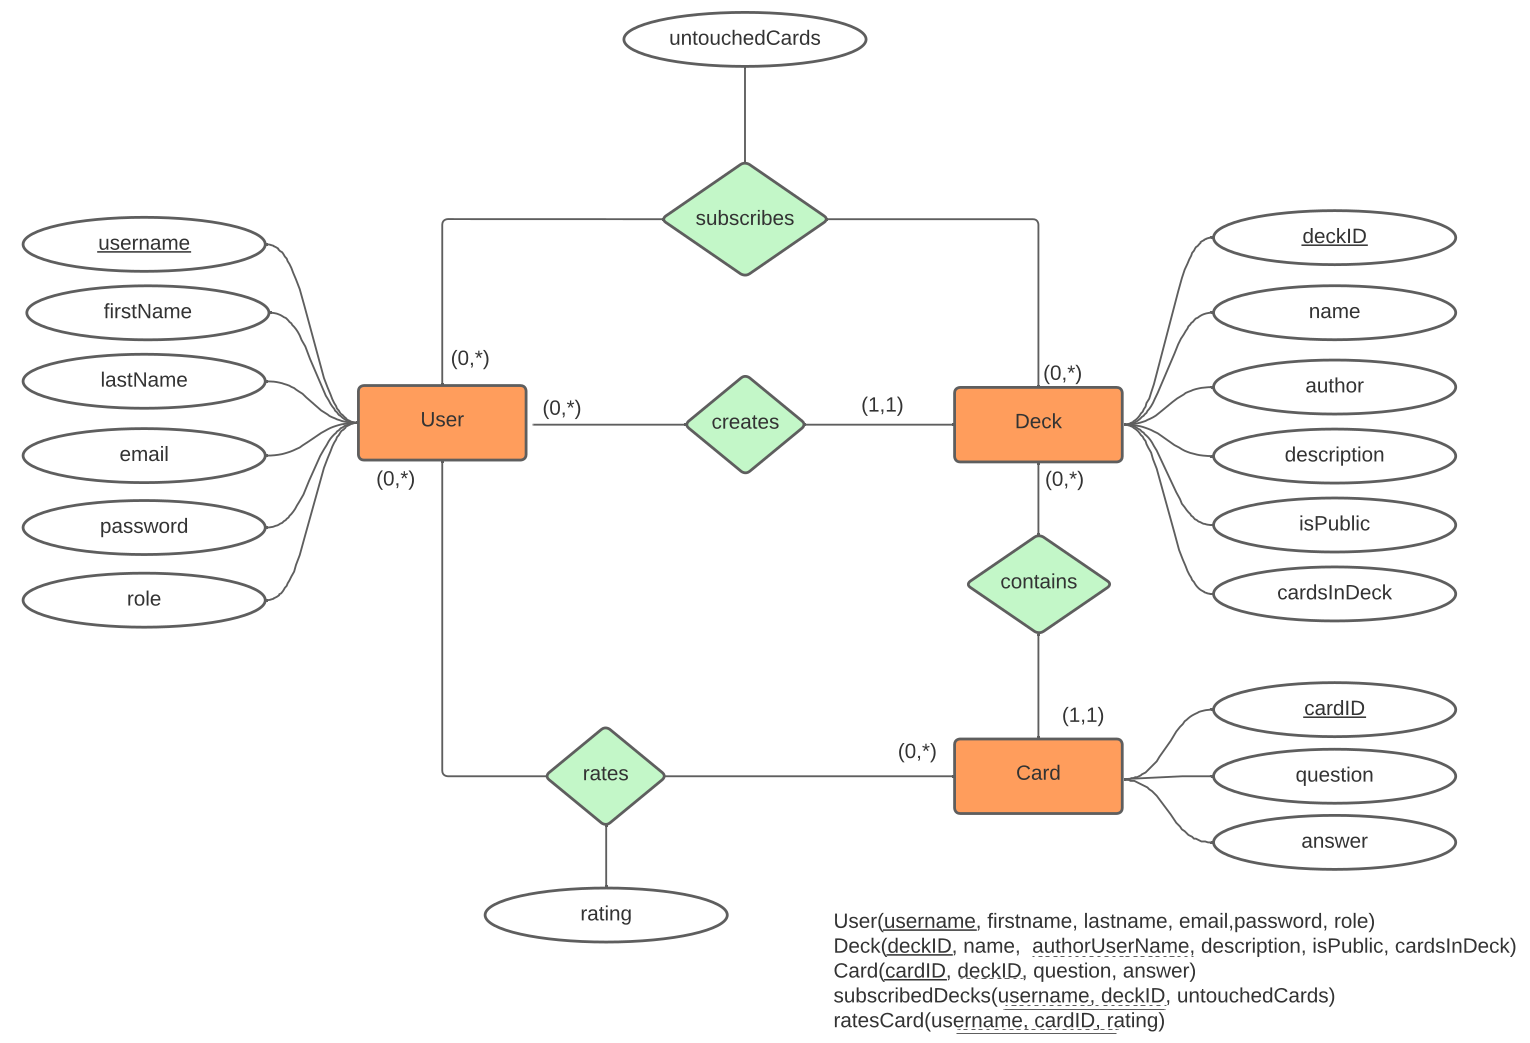 untouchedCards
subscribes
username
firstName
lastName
email
password
role
(0,*)
(0,*)
User
(0,*)
creates
(1,1)
Deck
(0,*)
(0,*)
contains
deckID
name
author
description
isPublic
cardsInDeck
(1,1)
rates
(0,*)
Card
cardID
question
answer
rating
User(username, firstname, lastname, email,password, role)
Deck(deckID, name, authorUserName, description, isPublic, cardsInDeck)
Card(cardID, deckID, question, answer)
subscribedDecks(username, deckID, untouchedCards)
ratesCard(username, cardID, rating)